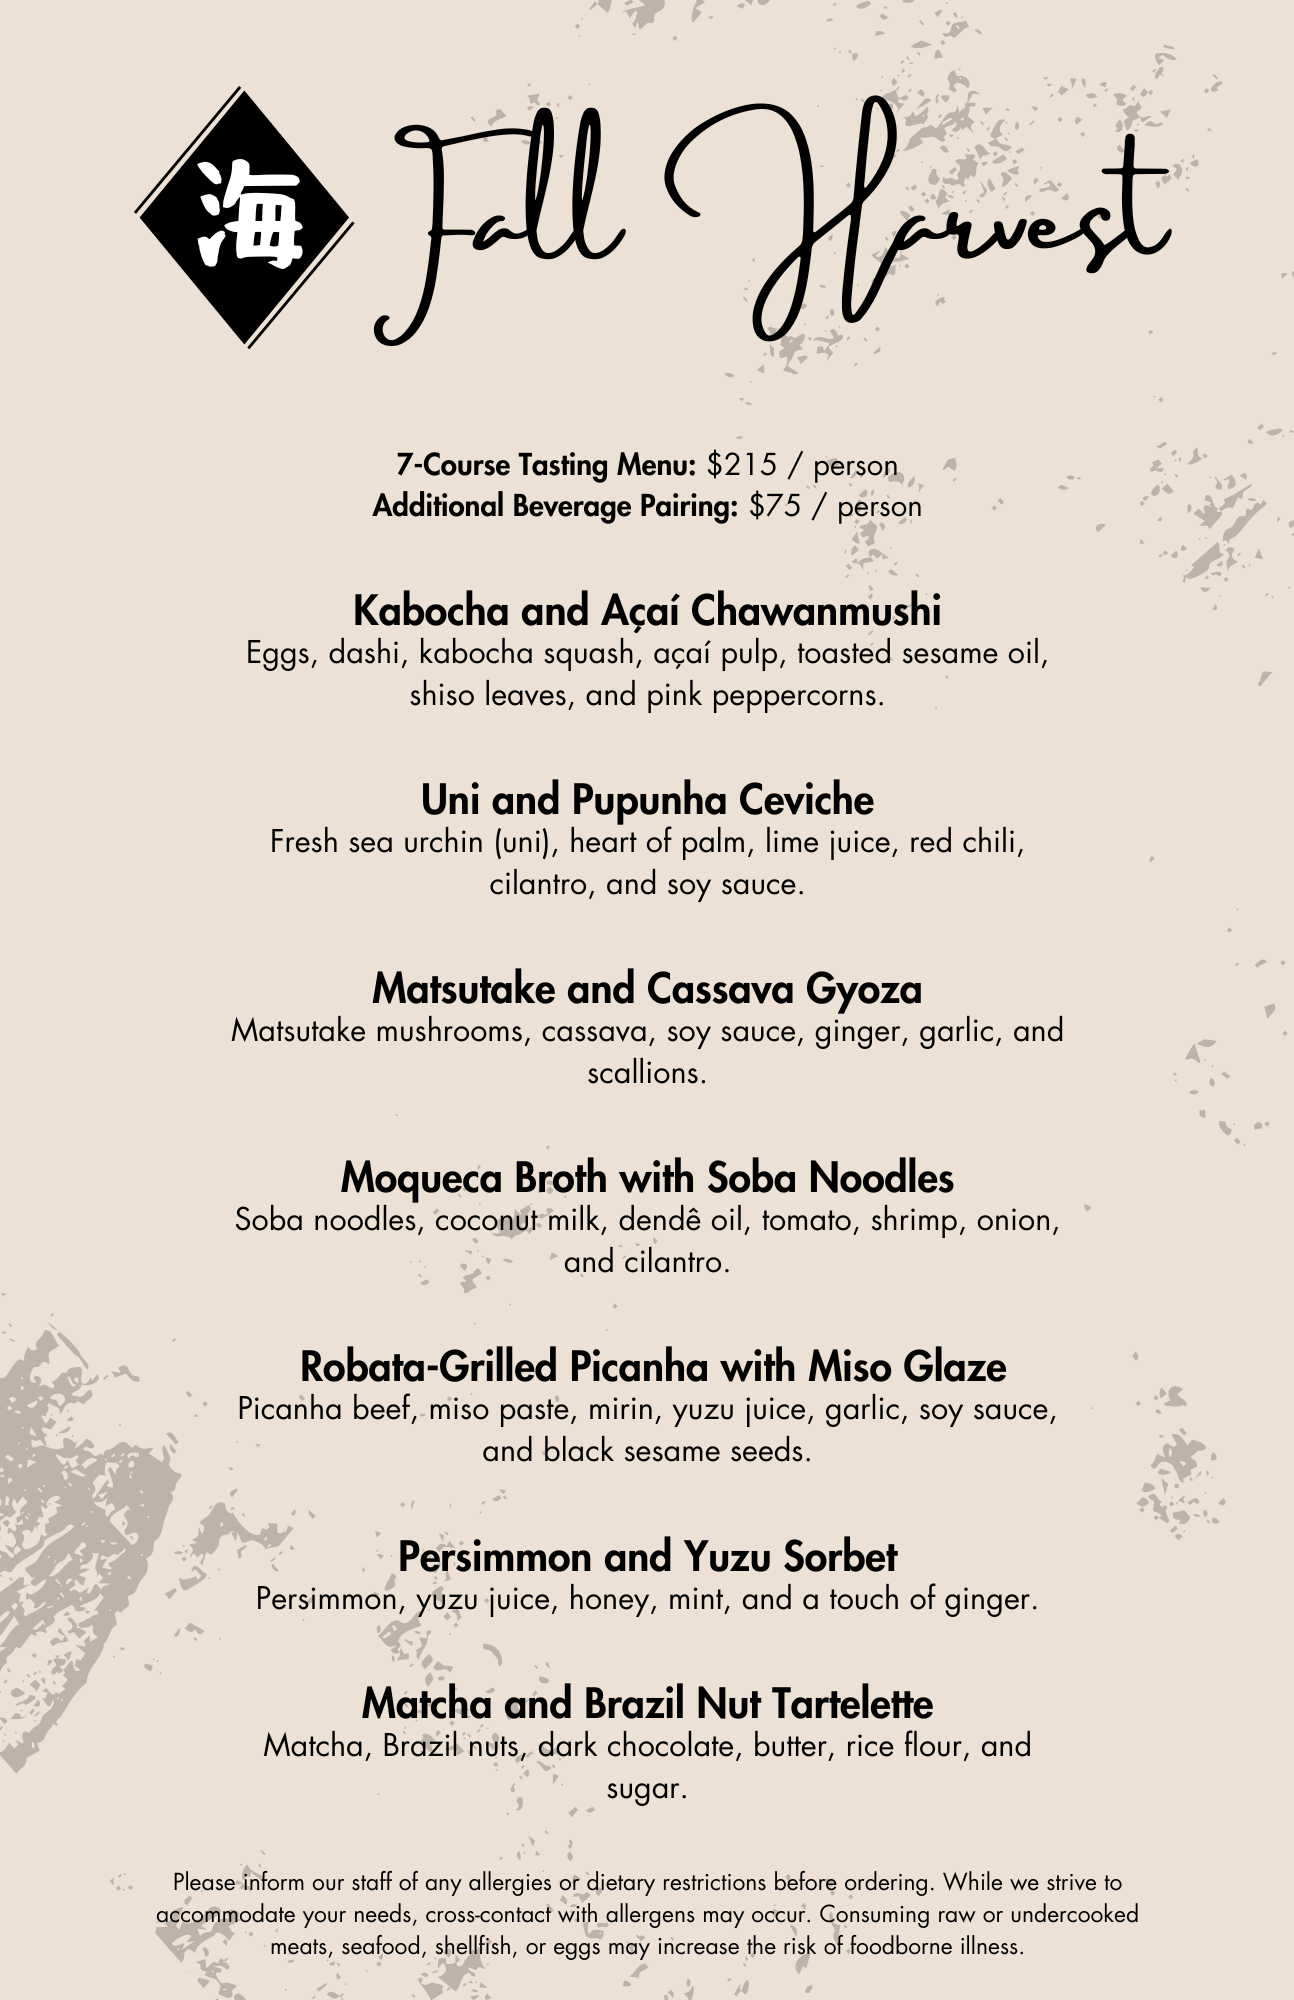 海
Fall Harvest
7-Course Tasting Menu: $215 / person
Additional Beverage Pairing: $75 / person
Kabocha and Açaí Chawanmushi
Eggs, dashi, kabocha squash, açaí pulp, toasted sesame oil,
shiso leaves, and pink peppercorns.
Uni and Pupunha Ceviche
Fresh sea urchin (uni), heart of palm, lime juice, red chili,
cilantro, and soy sauce.
Matsutake and Cassava Gyoza
Matsutake mushrooms, cassava, soy sauce, ginger, garlic, and
scallions.
Moqueca Broth with Soba Noodles
Soba noodles, coconut milk, dendê oil, tomato, shrimp, onion,
and cilantro.
Robata-Grilled Picanha with Miso Glaze
Picanha beef, miso paste, mirin, yuzu juice, garlic, soy sauce,
and black sesame seeds.
Persimmon and Yuzu Sorbet
Persimmon, yuzu juice, honey, mint, and a touch of ginger.
Matcha and Brazil Nut Tartelette
Matcha, Brazil nuts, dark chocolate, butter, rice flour, and
sugar.
Please inform our staff of any allergies or dietary restrictions before ordering. While we strive to
accommodate your needs, cross-contact with allergens may occur. Consuming raw or undercooked
meats, seafood, shellfish, or eggs may increase the risk of foodborne illness.